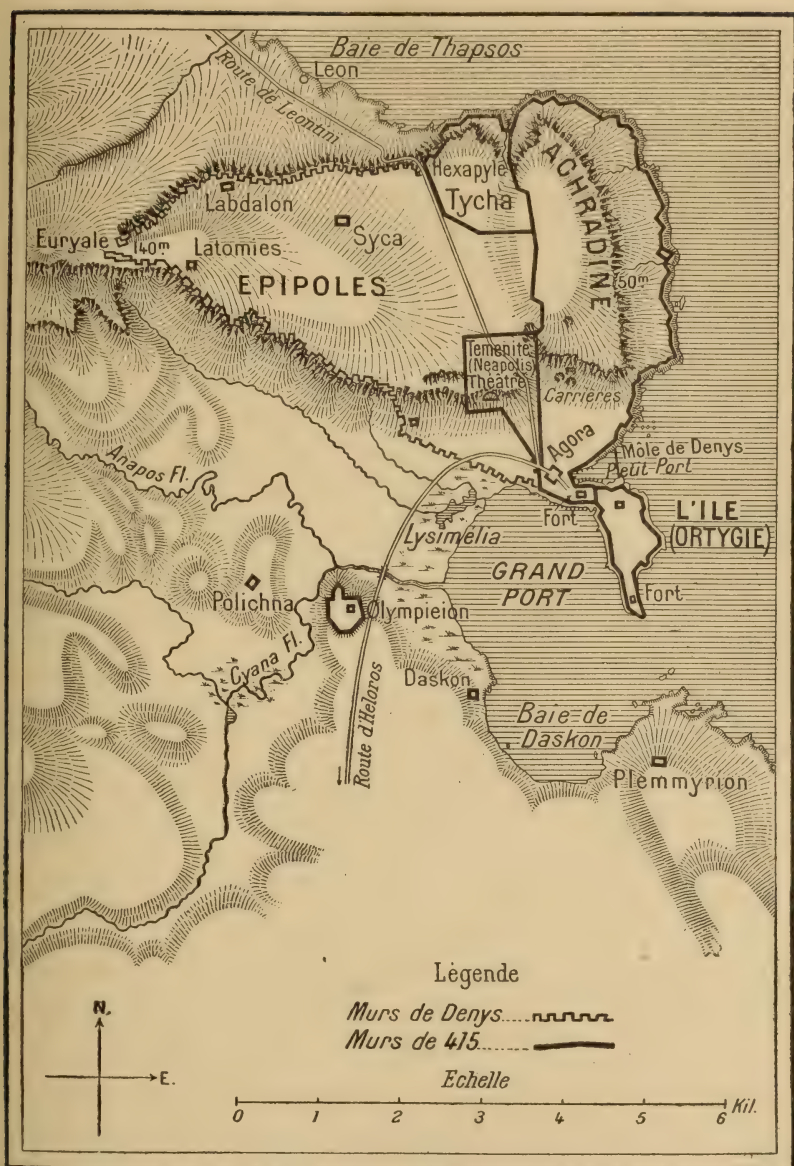 Baie de Thapsos
Leon
Route de Leontini
Hexapyle
Tycha
ACHRADINE
50m
Labdalon
Syca
Euryale
140m
Latomies
EPIPOLES
Temenite
Neapolis
Théâtre
Carrières
Agora
Môle de Denys
Petit Port
Fort
L'ILE
(ORTYGIE)
Fort
Anapos Fl.
Lysimelia
GRAND
PORT
Polichna
Olympieion
Cyana Fl.
Daskon
Route d'Heloros
Baie de
Daskon
Plemmyrion
Lègende
Murs de Denys
Murs de 415
N.
E.
Echelle
0 1 2 3 4 5 6 Kil.